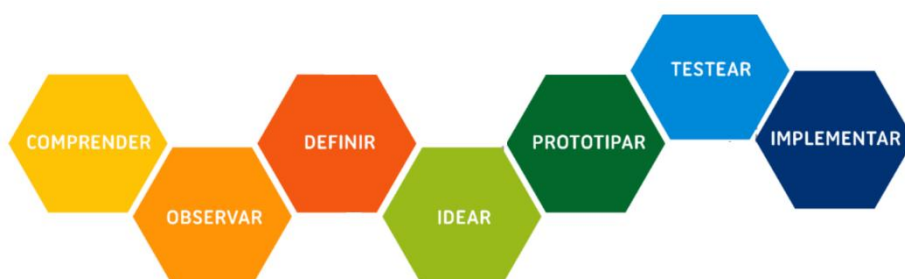 COMPRENDER
OBSERVAR
DEFINIR
IDEAR
PROTOTIPAR
TESTEAR
IMPLEMENTAR